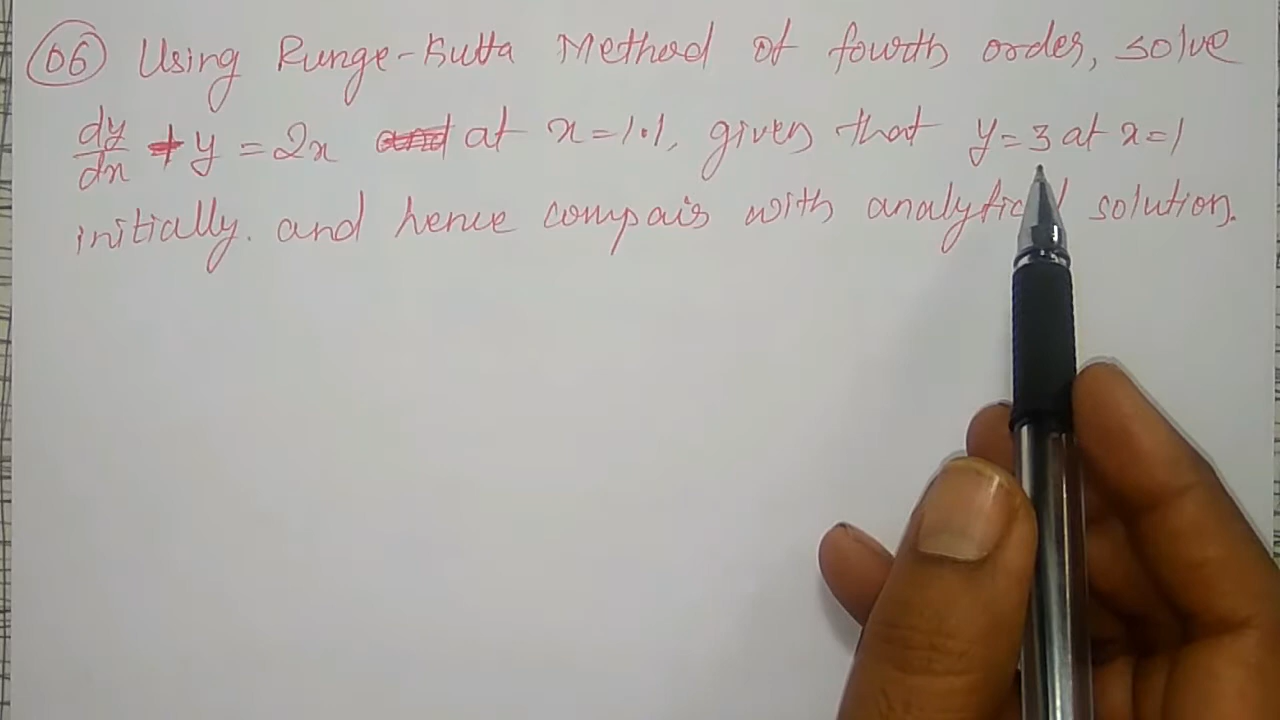 06 Using Runge-Kutta Method of fourth order, solve
dy/dx + y = 2x at x = 1.1, given that y = 3 at x = 1
initially. and hence compair with analytical solution.